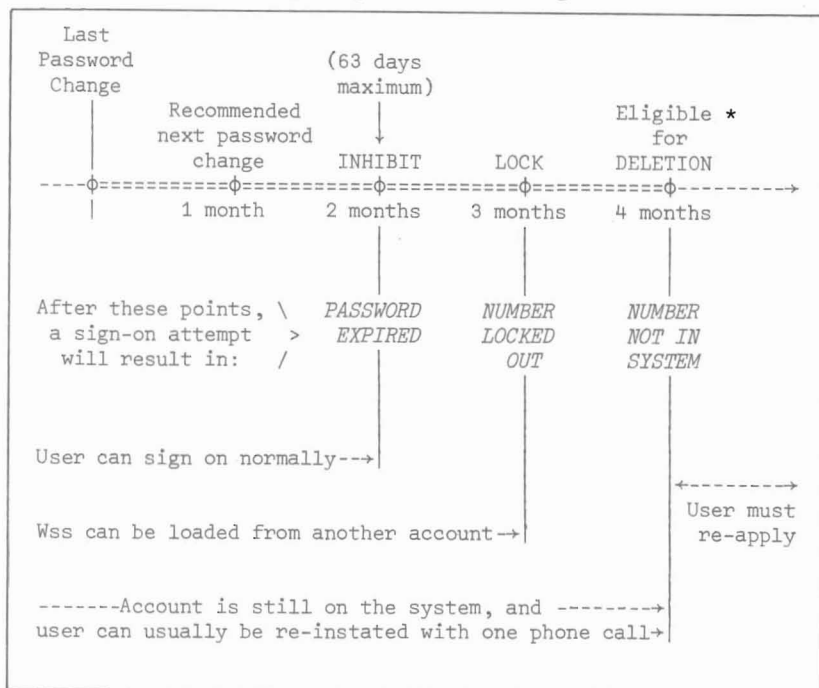 Last
Password (63 days
Change maximum)
Recommended Eligible *
next password for
change INHIBIT LOCK DELETION
1 month 2 months 3 months 4 months
After these points, \ PASSWORD NUMBER NUMBER
a sign-on attempt > EXPIRED LOCKED NOT IN
will result in: / OUT SYSTEM
User can sign on normally
User must
Wss can be loaded from another account re-apply
Account is still on the system, and
user can usually be re-instated with one phone call